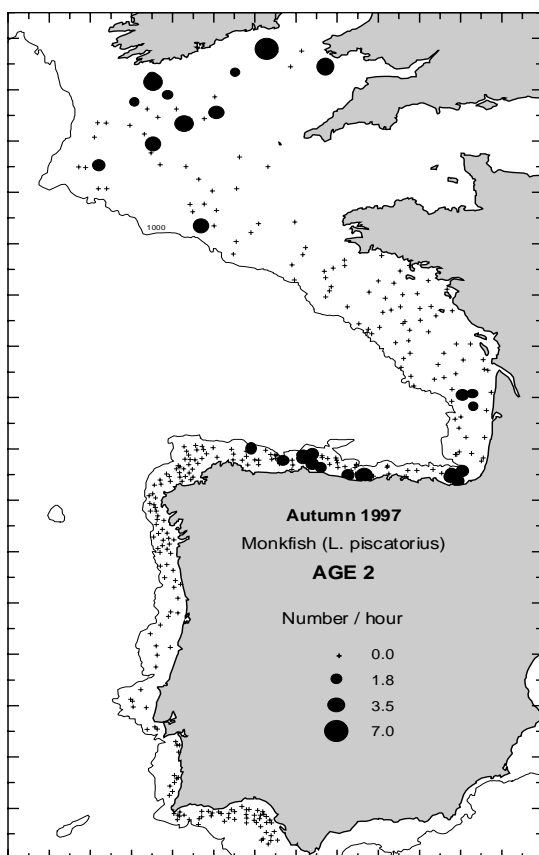 1000
Autumn 1997
Monkfish (L. piscatorius)
AGE 2
Number / hour
0.0
1.8
3.5
7.0